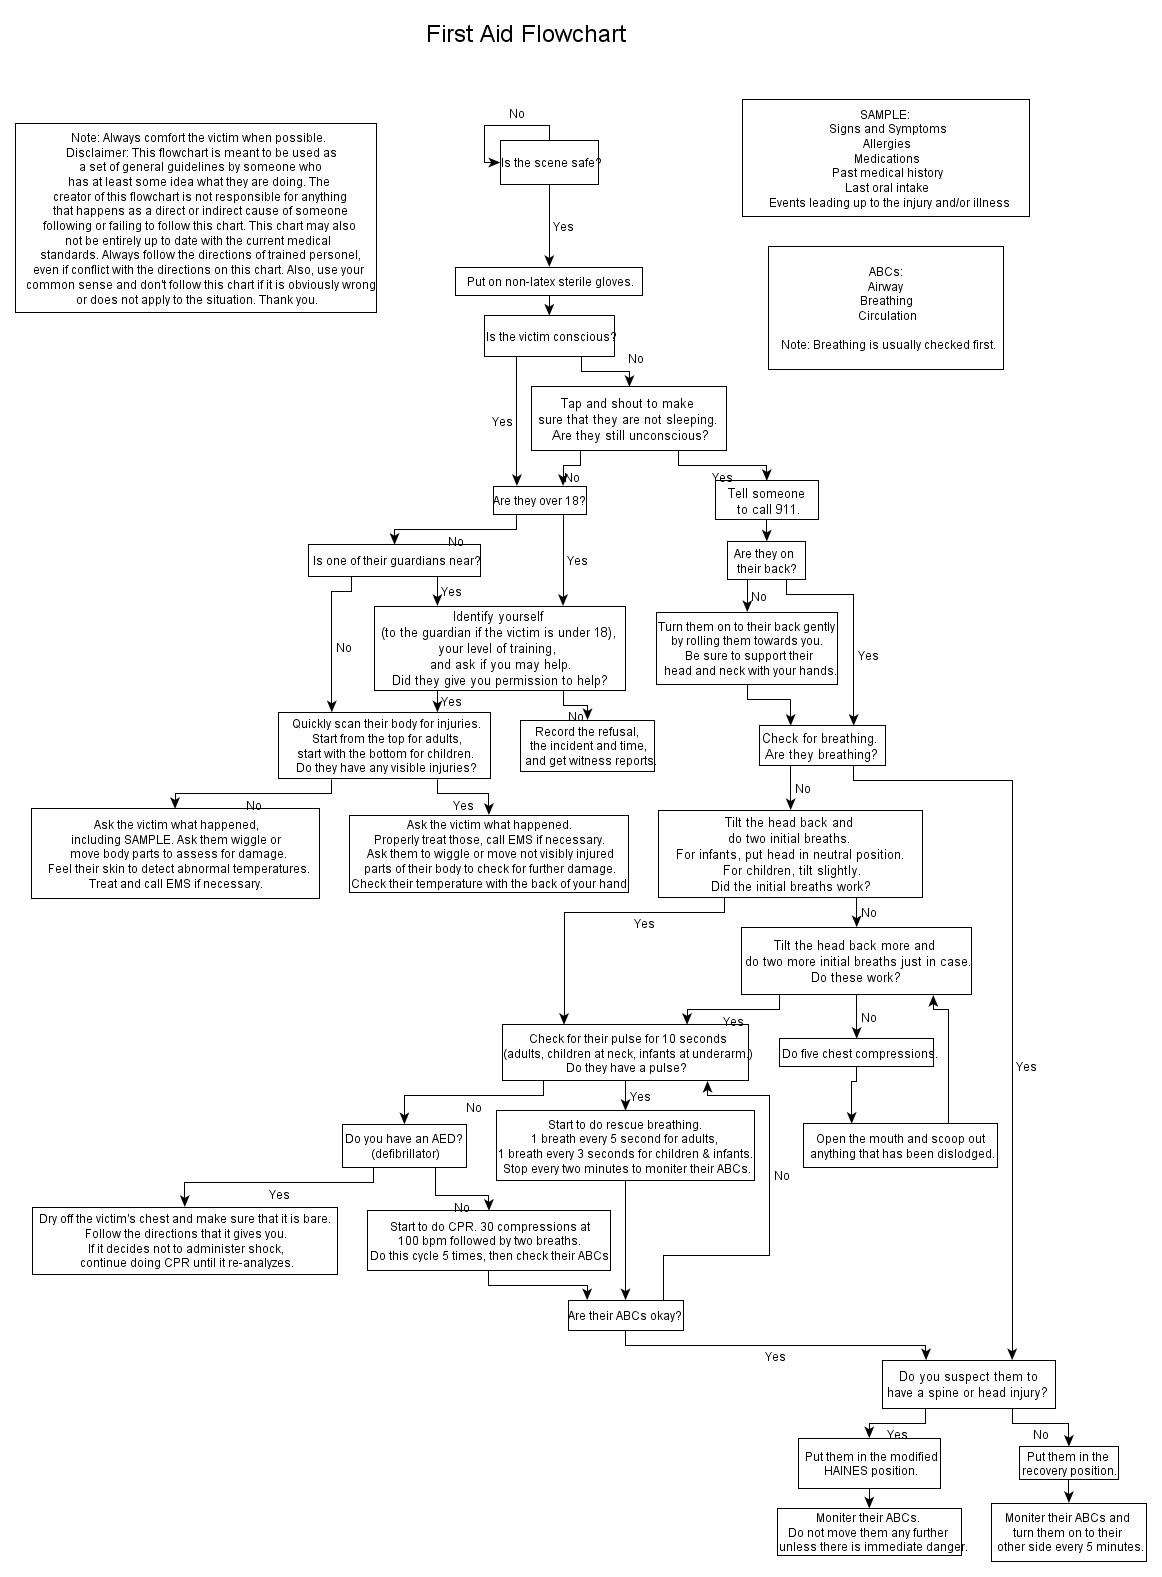 First Aid Flowchart
Note: Always comfort the victim when possible.
Disclaimer: This flowchart is meant to be used as
a set of general guidelines by someone who
has at least some idea what they are doing. The
creator of this flowchart is not responsible for anything
that happens as a direct or indirect cause of someone
following or failing to follow this chart. This chart may also
not be entirely up to date with the current medical
standards. Always follow the directions of trained personel,
even if conflict with the directions on this chart. Also, use your
common sense and don't follow this chart if it is obviously wrong
or does not apply to the situation. Thank you.
SAMPLE:
Signs and Symptoms
Allergies
Medications
Past medical history
Last oral intake
Events leading up to the injury and/or illness
ABCs:
Airway
Breathing
Circulation
Note: Breathing is usually checked first.
No
Is the scene safe?
Yes
Put on non-latex sterile gloves.
Is the victim conscious?
No
Yes
Tap and shout to make
sure that they are not sleeping.
Are they still unconscious?
No
Yes
Are they over 18?
Tell someone
to call 911.
No
Yes
Is one of their guardians near?
Are they on
their back?
Yes
No
No
Yes
Identify yourself
(to the guardian if the victim is under 18),
your level of training,
and ask if you may help.
Did they give you permission to help?
Turn them on to their back gently
by rolling them towards you.
Be sure to support their
head and neck with your hands.
Yes
No
Quickly scan their body for injuries.
Start from the top for adults,
start with the bottom for children.
Do they have any visible injuries?
Record the refusal,
the incident and time,
and get witness reports.
Check for breathing.
Are they breathing?
No
Yes
No
Yes
Ask the victim what happened,
including SAMPLE. Ask them wiggle or
move body parts to assess for damage.
Feel their skin to detect abnormal temperatures.
Treat and call EMS if necessary.
Ask the victim what happened.
Properly treat those, call EMS if necessary.
Ask them to wiggle or move not visibly injured
parts of their body to check for further damage.
Check their temperature with the back of your hand
Tilt the head back and
do two initial breaths.
For infants, put head in neutral position.
For children, tilt slightly.
Did the initial breaths work?
Yes
No
Tilt the head back more and
do two more initial breaths just in case.
Do these work?
Yes
No
Check for their pulse for 10 seconds
(adults, children at neck, infants at underarm.)
Do they have a pulse?
Do five chest compressions.
No
Yes
Open the mouth and scoop out
anything that has been dislodged.
Do you have an AED?
(defibrillator)
Start to do rescue breathing.
1 breath every 5 second for adults,
1 breath every 3 seconds for children & infants.
Stop every two minutes to moniter their ABCs.
No
Yes
No
Dry off the victim's chest and make sure that it is bare.
Follow the directions that it gives you.
If it decides not to administer shock,
continue doing CPR until it re-analyzes.
Start to do CPR. 30 compressions at
100 bpm followed by two breaths.
Do this cycle 5 times, then check their ABCs
Are their ABCs okay?
Yes
Do you suspect them to
have a spine or head injury?
Yes
No
Put them in the modified
HAINES position.
Put them in the
recovery position.
Moniter their ABCs.
Do not move them any further
unless there is immediate danger.
Moniter their ABCs and
turn them on to their
other side every 5 minutes.